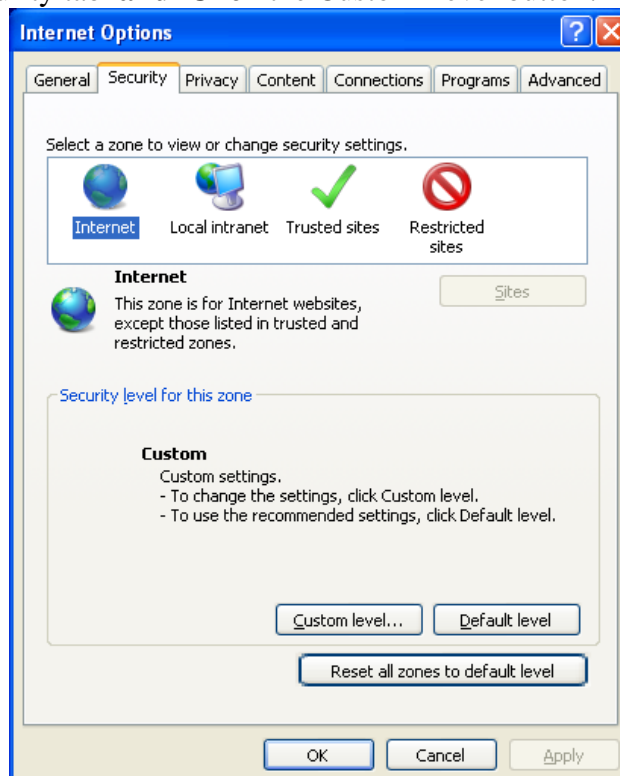 Internet Options
General Security Privacy Content Connections Programs Advanced
Select a zone to view or change security settings.
Internet Local intranet Trusted sites Restricted sites
Internet
This zone is for Internet websites,
except those listed in trusted and
restricted zones.
Sites
Security level for this zone
Custom
Custom settings.
- To change the settings, click Custom level.
- To use the recommended settings, click Default level.
Custom level... Default level
Reset all zones to default level
OK Cancel Apply